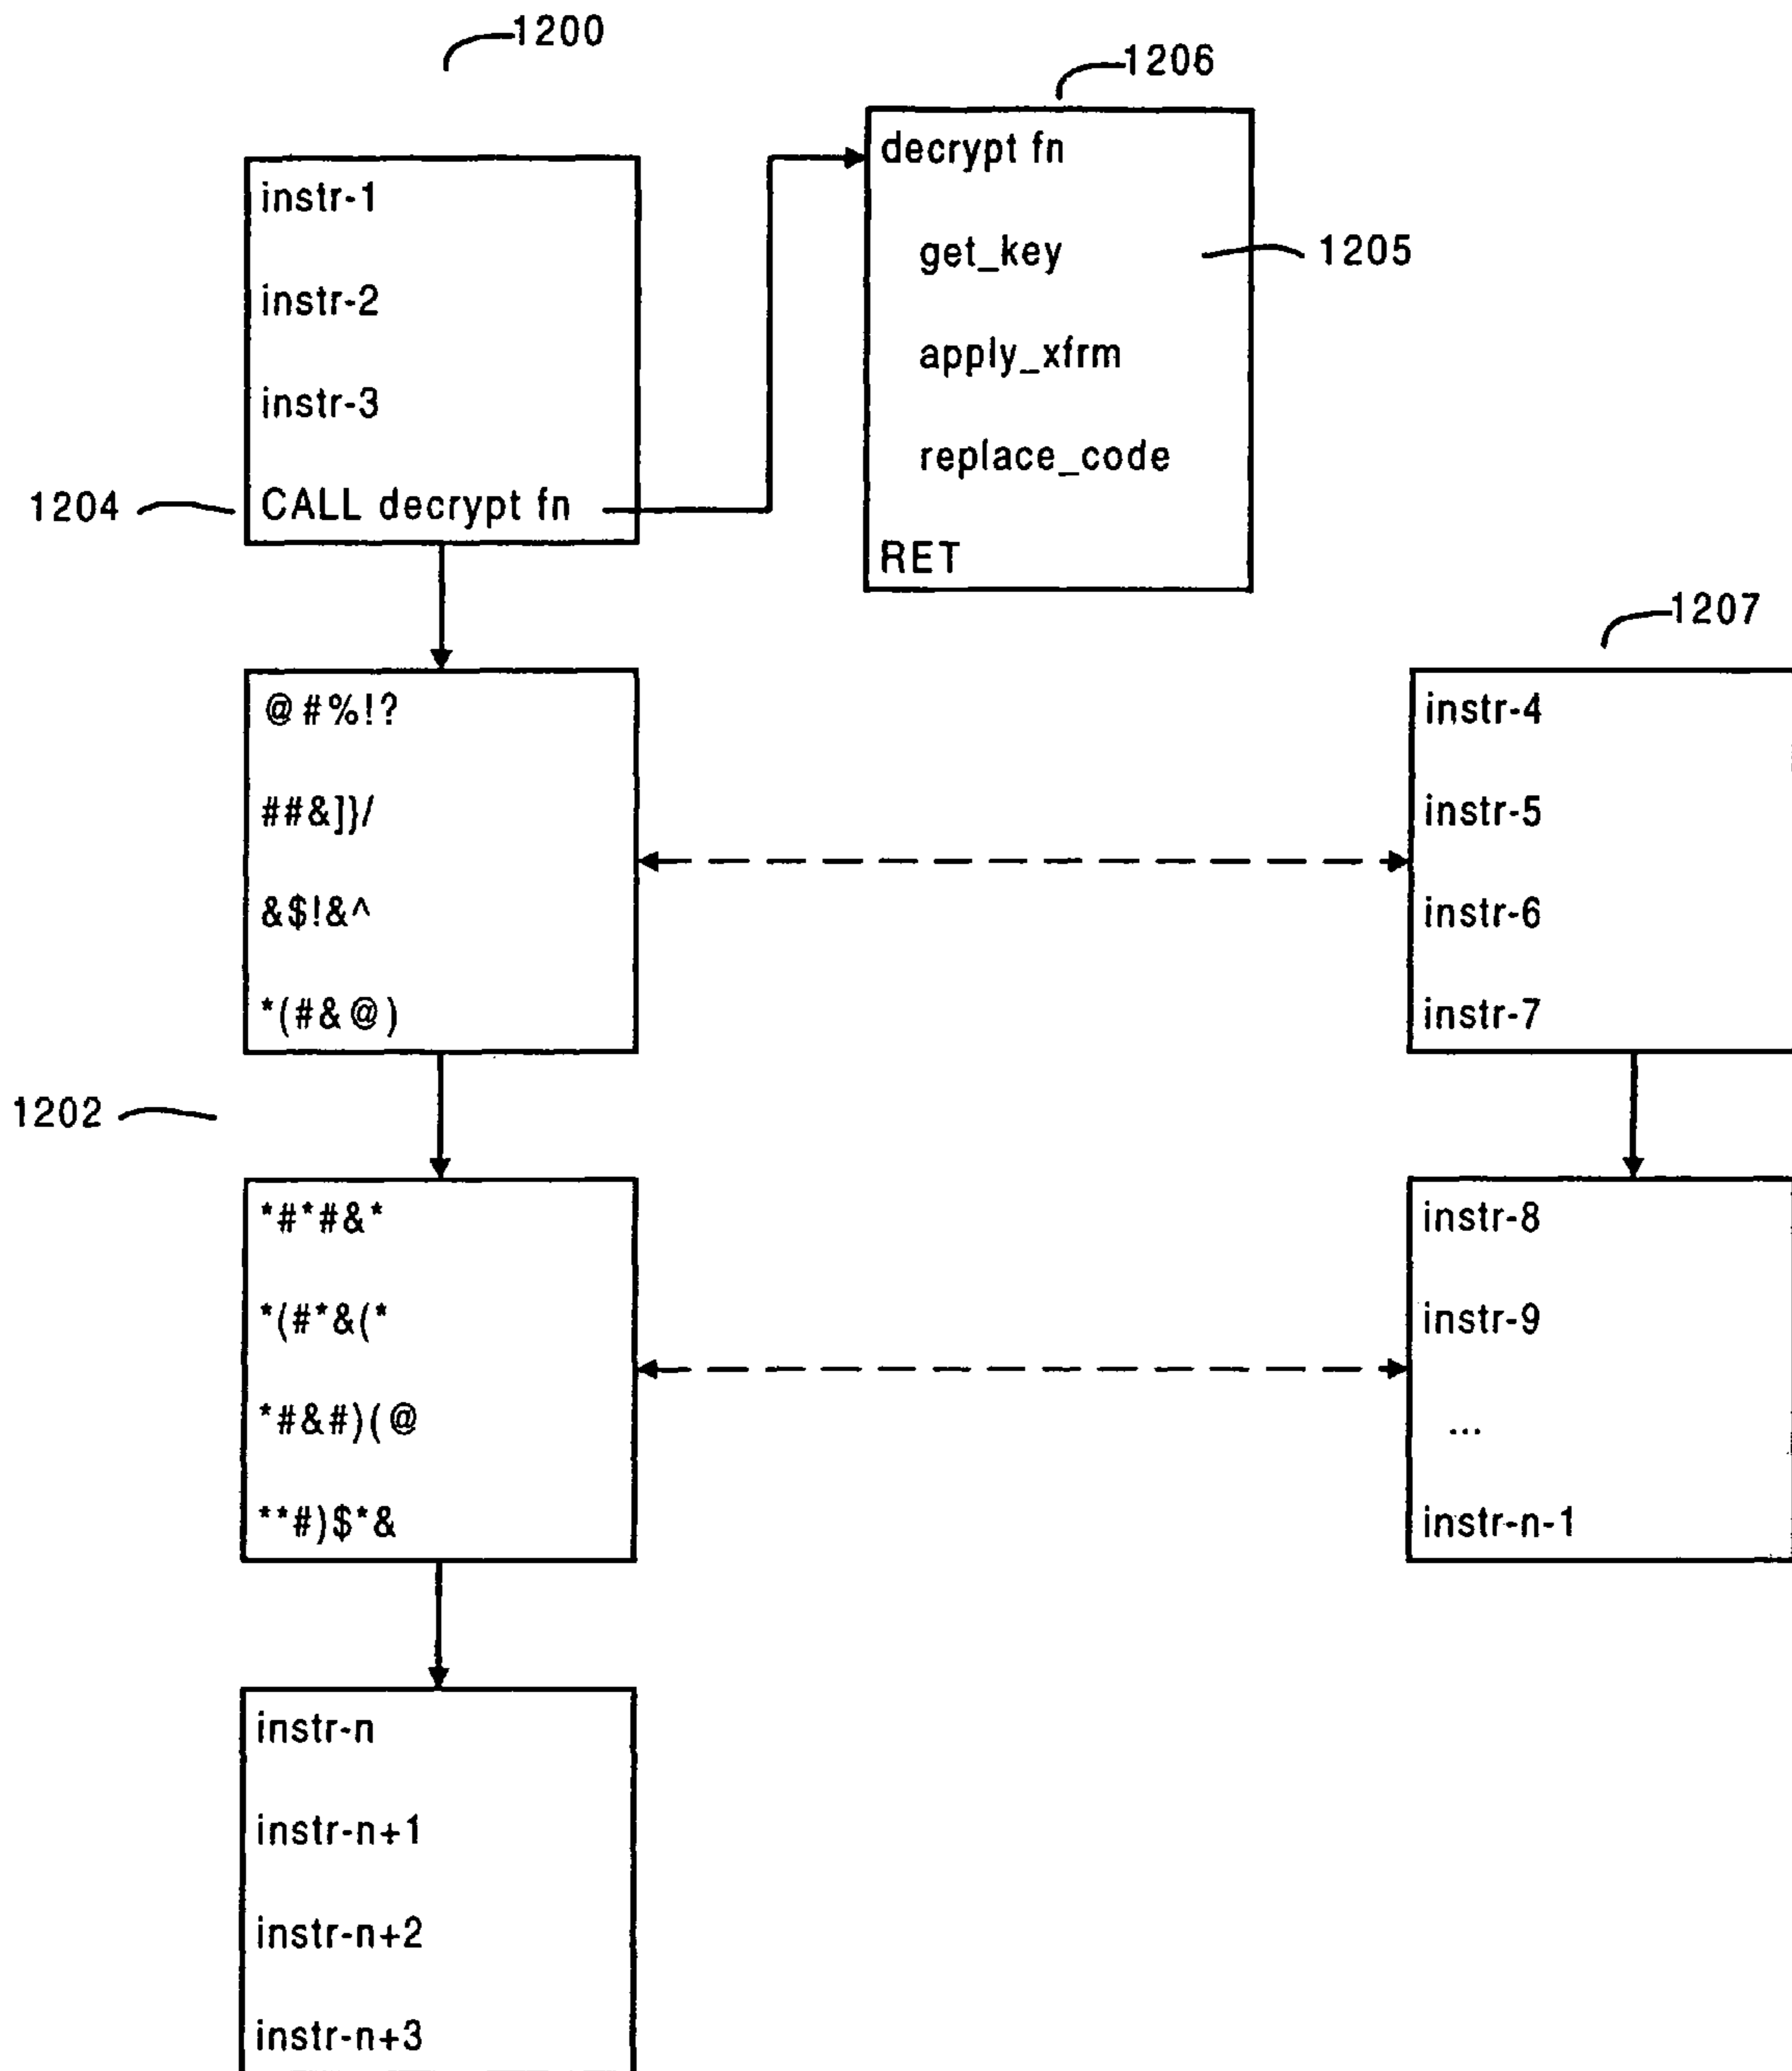 1200
1206
instr-1
instr-2
instr-3
1204
CALL decrypt fn
decrypt fn
get_key
1205
apply_xfrm
replace_code
RET
1207
@#%!?
##&]}/
&$!&^
*(#&@)
instr-4
instr-5
instr-6
instr-7
1202
*#*#&*
*(#*&(*
*#&#)(@
**#)$*&
instr-8
instr-9
...
instr-n-1
instr-n
instr-n+1
instr-n+2
instr-n+3